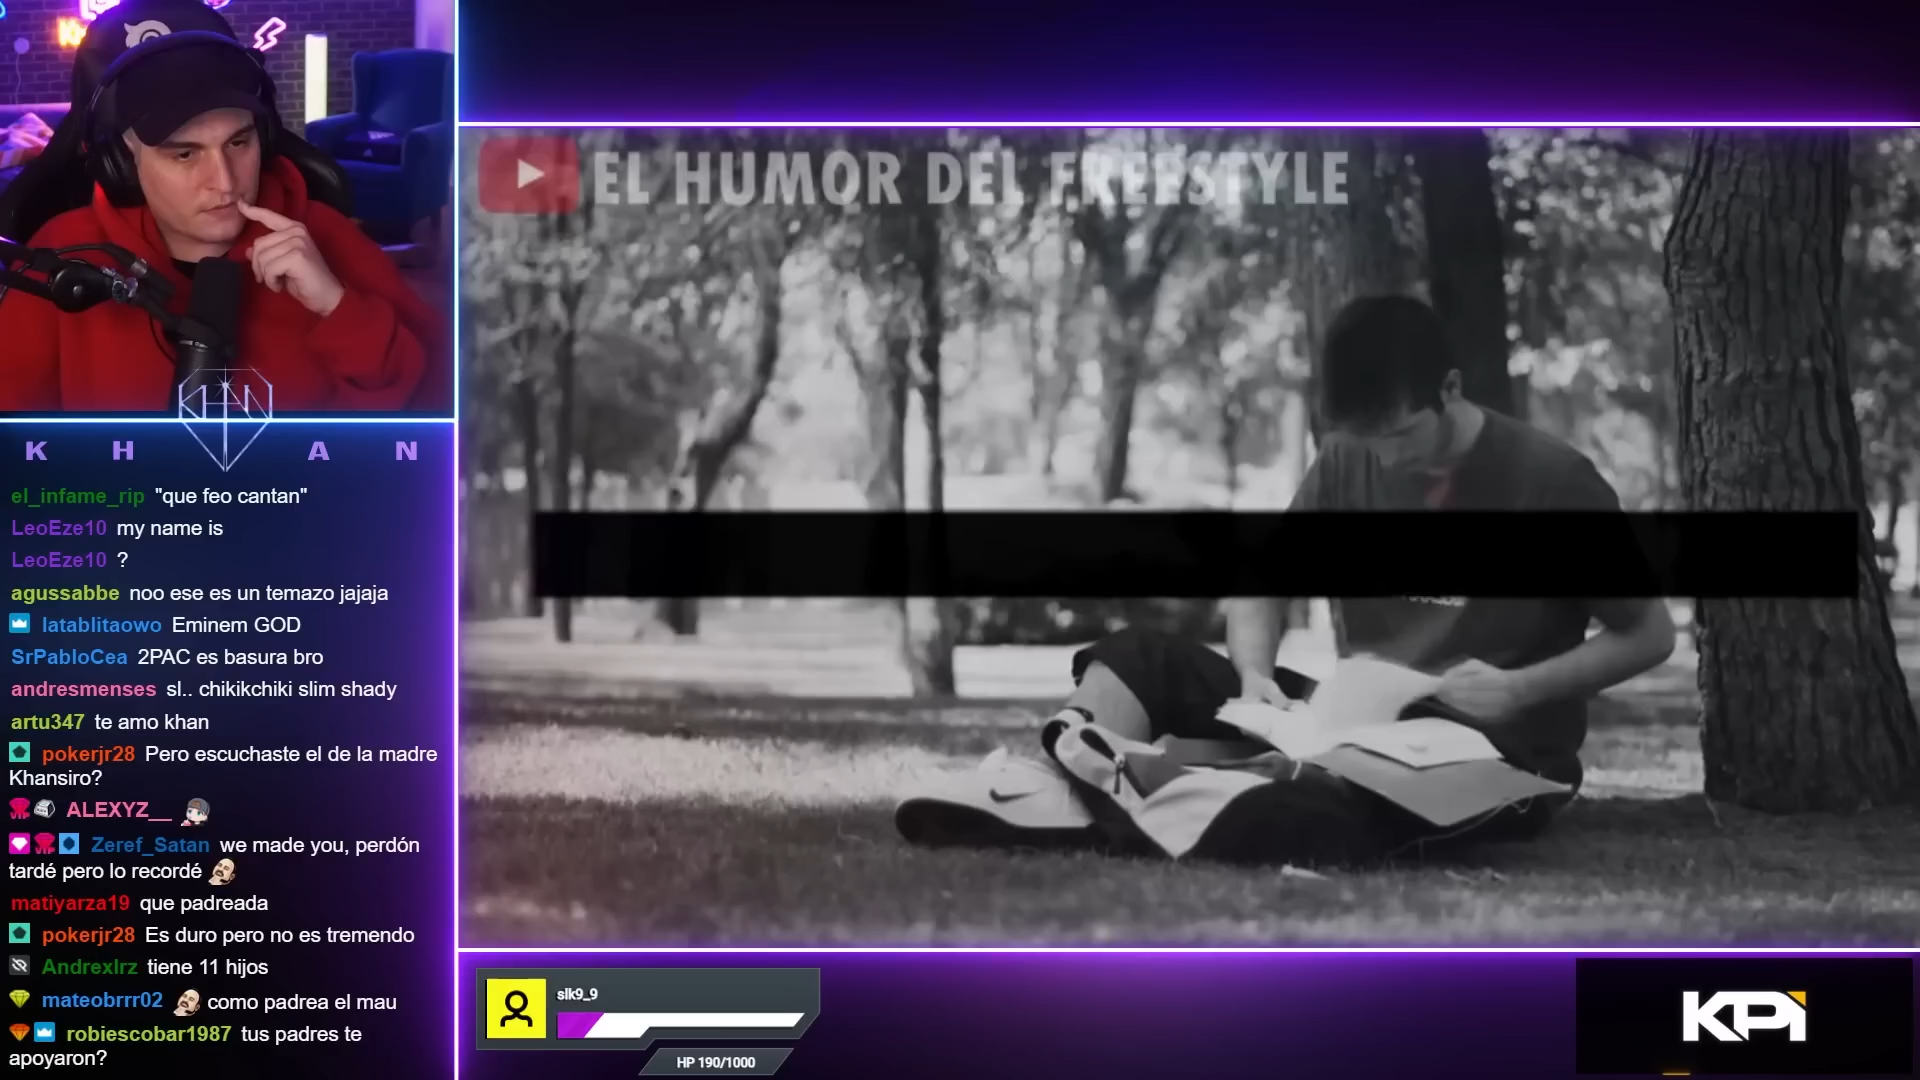 EL HUMOR DEL FREESTYLE
KHAN
K H A N
el_infame_rip "que feo cantan"
LeoEze10 my name is
LeoEze10 ?
agussabbe noo ese es un temazo jajaja
latablitaowo Eminem GOD
SrPabloCea 2PAC es basura bro
andresmenses sl.. chikikchiki slim shady
artu347 te amo khan
pokerjr28 Pero escuchaste el de la madre
Khansiro?
ALEXYZ__
Zeref_Satan we made you, perdón
tardé pero lo recordé
matiyarza19 que padreada
pokerjr28 Es duro pero no es tremendo
Andrexlrz tiene 11 hijos
mateobrrr02 como padrea el mau
robiescobar1987 tus padres te
apoyaron?
slk9_9
HP 190/1000
KPi